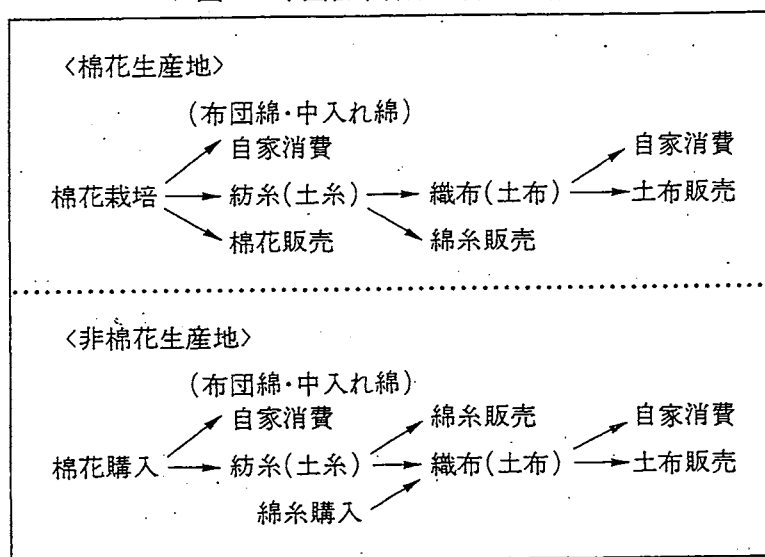 〈棉花生産地〉
(布団綿・中入れ綿)
自家消費 自家消費
棉花栽培 紡糸(土糸) 織布(土布) 土布販売
棉花販売 綿糸販売
〈非棉花生産地〉
(布団綿・中入れ綿)
自家消費 綿糸販売 自家消費
棉花購入 紡糸(土糸) 織布(土布) 土布販売
綿糸購入